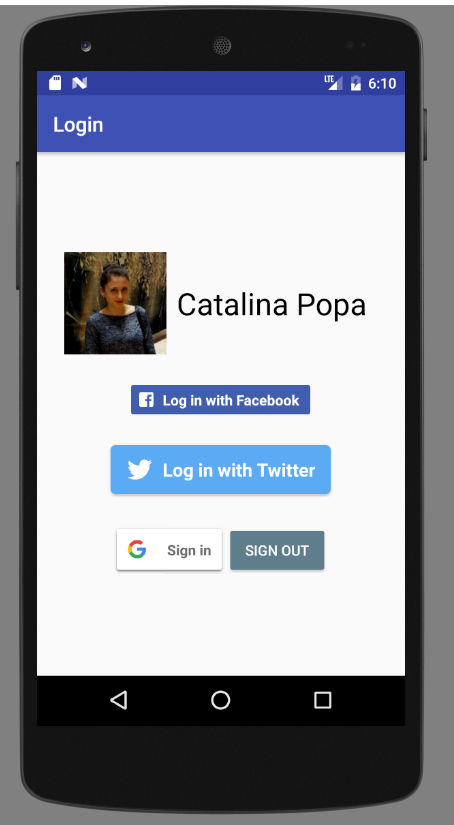 LTE 6:10
Login
Catalina Popa
Log in with Facebook
Log in with Twitter
Sign in SIGN OUT